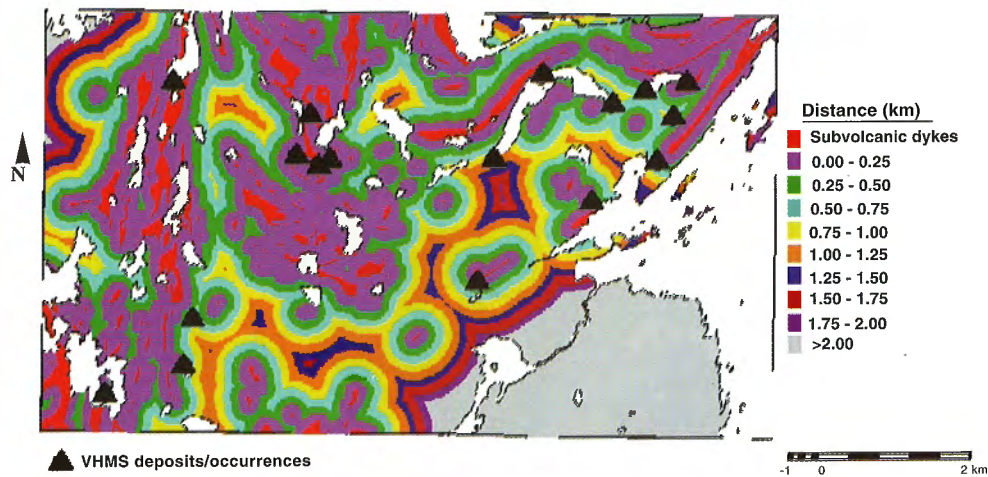 N
Distance (km)
Subvolcanic dykes
0.00 - 0.25
0.25 - 0.50
0.50 - 0.75
0.75 - 1.00
1.00 - 1.25
1.25 - 1.50
1.50 - 1.75
1.75 - 2.00
>2.00
VHMS deposits/occurrences
-1 0 2 km